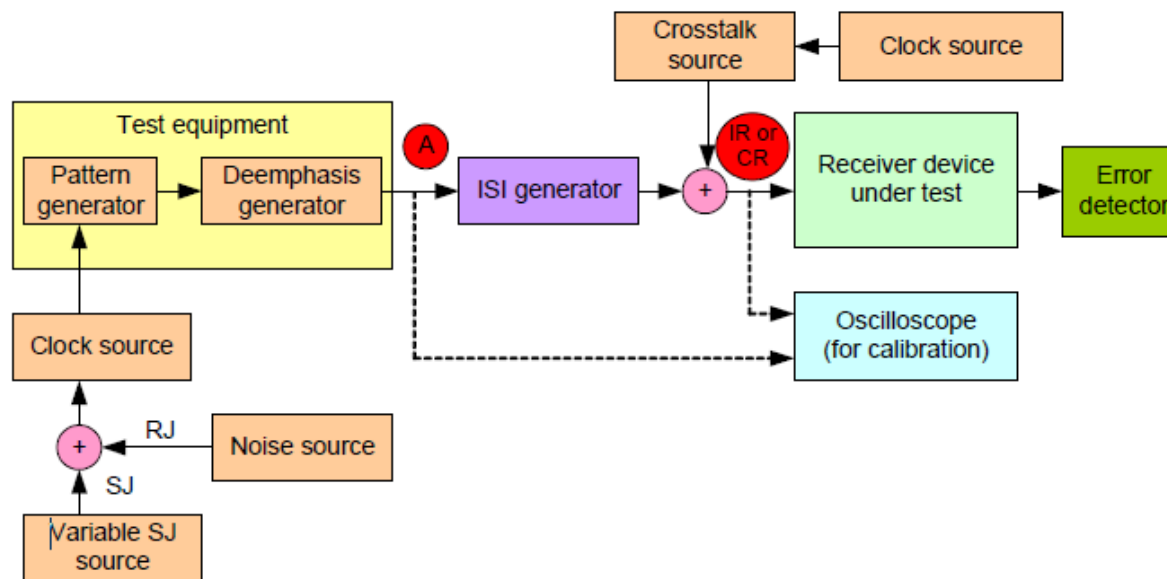 Crosstalk
source
Clock source
Test equipment
Pattern
generator
Deemphasis
generator
A
ISI generator
+
IR or
CR
Receiver device
under test
Error
detector
Clock source
Oscilloscope
(for calibration)
+
RJ
Noise source
SJ
Variable SJ
source